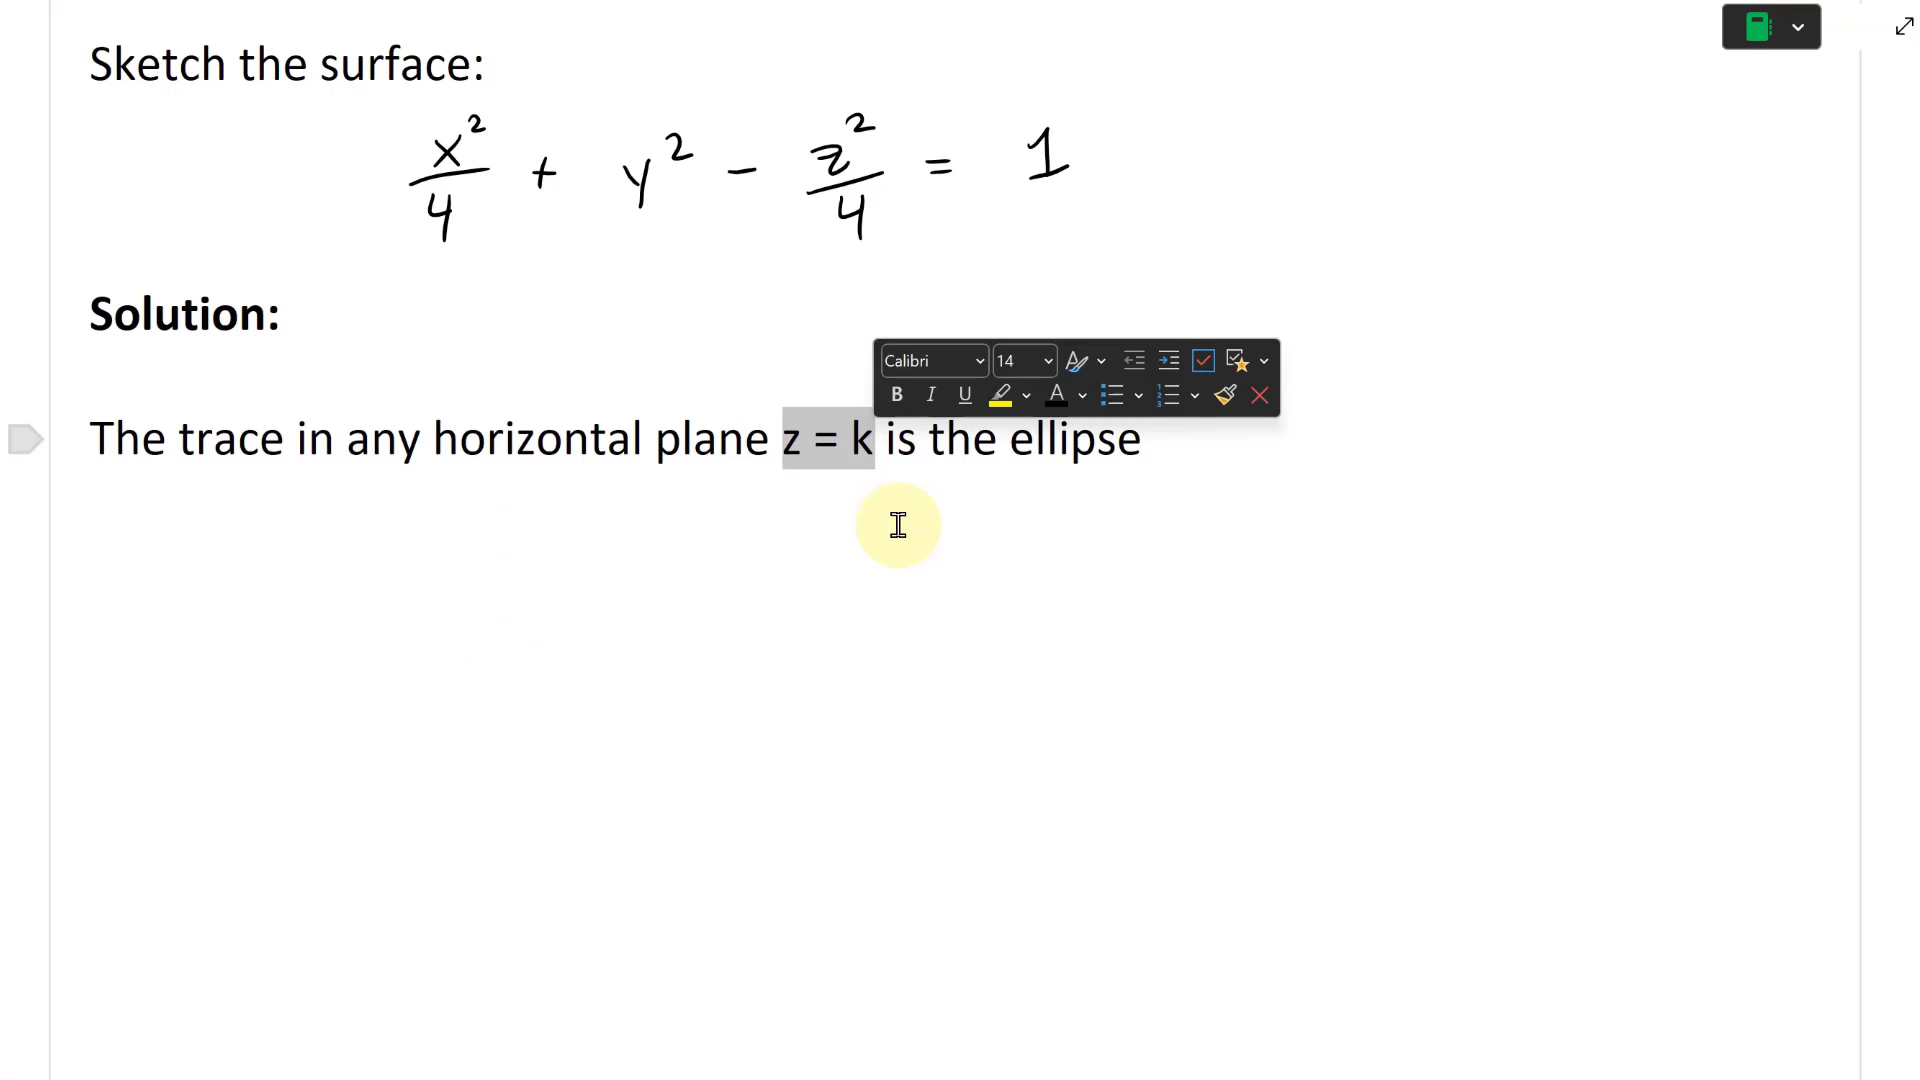 Sketch the surface:
x²/4 + y² - z²/4 = 1
Solution:
Calibri 14
B I U A
The trace in any horizontal plane z = k is the ellipse